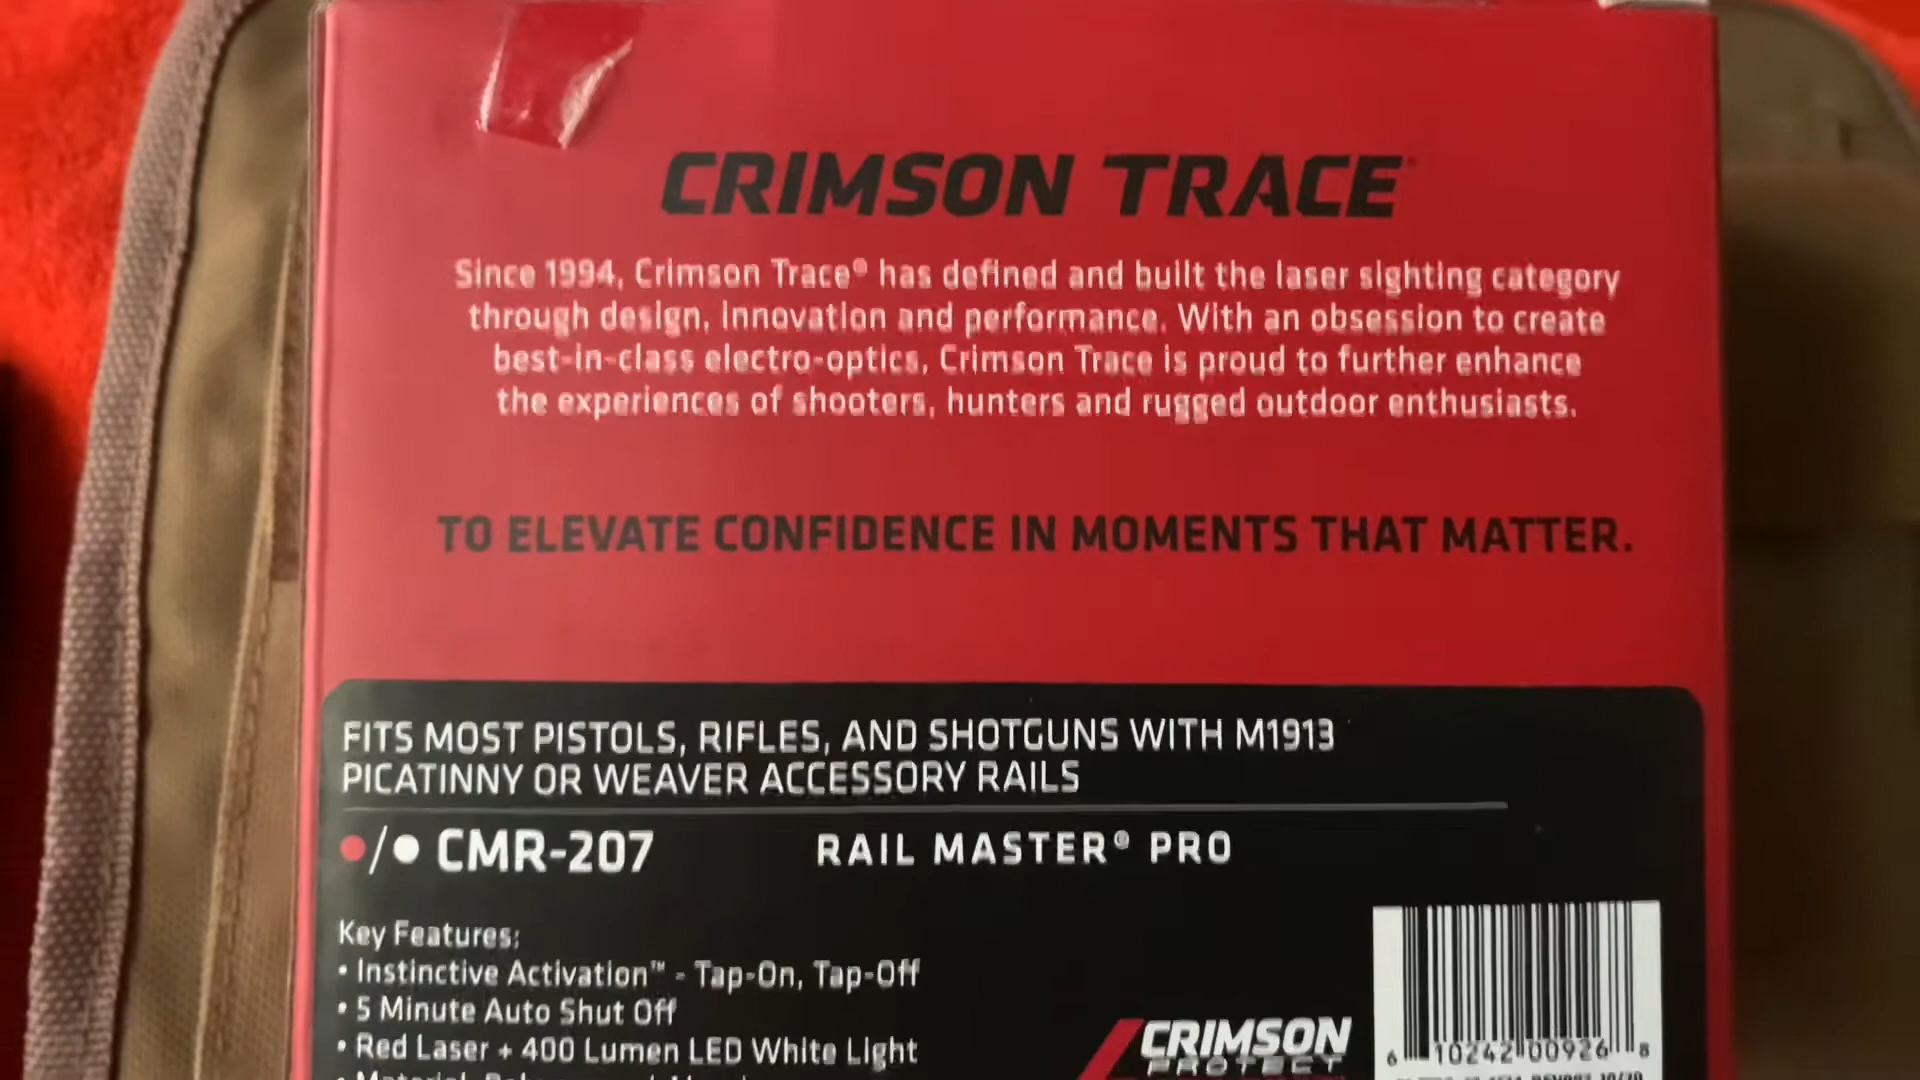 CRIMSON TRACE
Since 1994, Crimson Trace® has defined and built the laser sighting category
through design, innovation and performance. With an obsession to create
best-in-class electro-optics, Crimson Trace is proud to further enhance
the experiences of shooters, hunters and rugged outdoor enthusiasts.
TO ELEVATE CONFIDENCE IN MOMENTS THAT MATTER.
FITS MOST PISTOLS, RIFLES, AND SHOTGUNS WITH M1913
PICATINNY OR WEAVER ACCESSORY RAILS
•/• CMR-207 RAIL MASTER® PRO
Key Features:
• Instinctive Activation™ - Tap-On, Tap-Off
• 5 Minute Auto Shut Off
• Red Laser + 400 Lumen LED White Light
CRIMSON
PROTECT
6 10242 00926 8